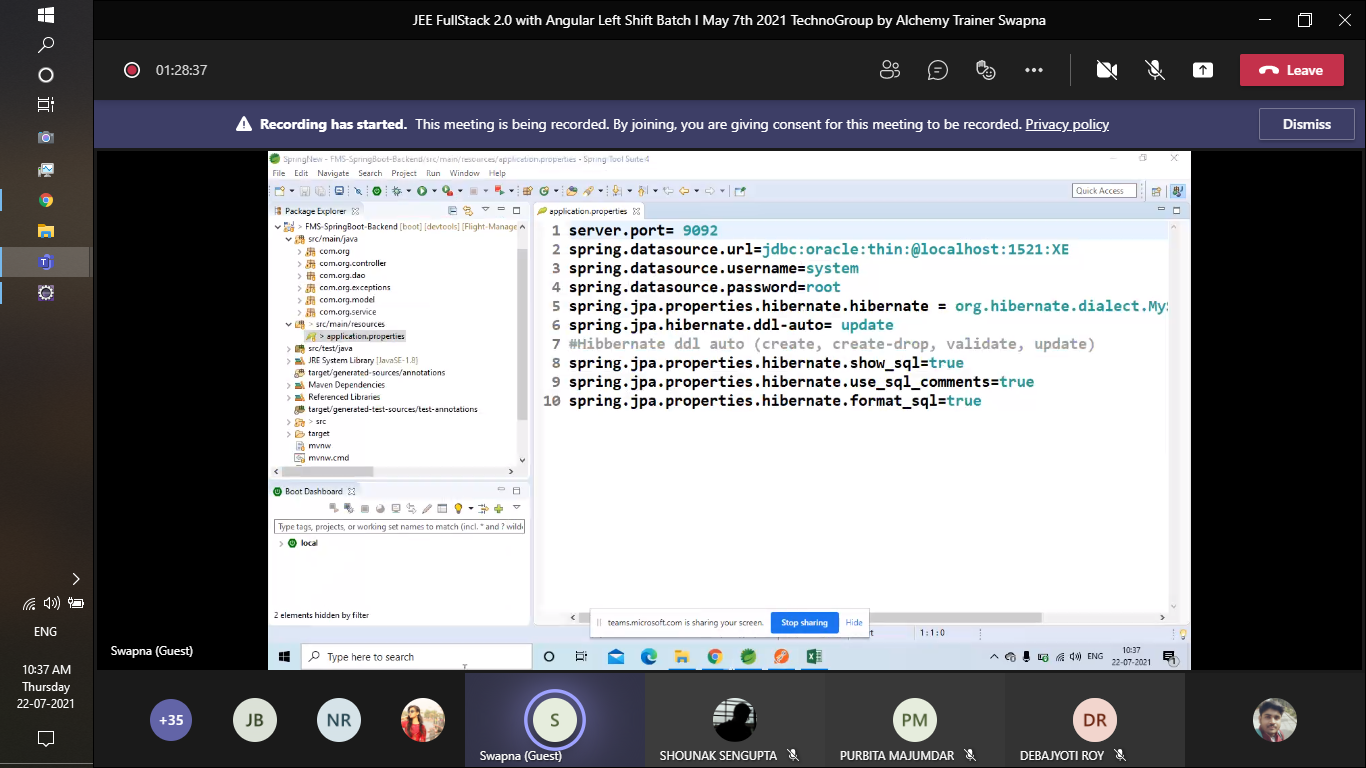 JEE FullStack 2.0 with Angular Left Shift Batch I May 7th 2021 TechnoGroup by Alchemy Trainer Swapna
01:28:37
Leave
Recording has started. This meeting is being recorded. By joining, you are giving consent for this meeting to be recorded. Privacy policy
Dismiss
SpringNew - FMS-SpringBoot-Backend/src/main/resources/application.properties - Spring Tool Suite 4
File Edit Navigate Search Project Run Window Help
Quick Access
Package Explorer
FMS-SpringBoot-Backend [boot] [devtools] [Flight-Manage
src/main/java
com.org
com.org.controller
com.org.dao
com.org.exceptions
com.org.model
com.org.service
> src/main/resources
> application.properties
src/test/java
JRE System Library [JavaSE-1.8]
target/generated-sources/annotations
Maven Dependencies
Referenced Libraries
target/generated-test-sources/test-annotations
> src
target
mvnw
mvnw.cmd
application.properties
1 server.port= 9092
2 spring.datasource.url=jdbc:oracle:thin:@localhost:1521:XE
3 spring.datasource.username=system
4 spring.datasource.password=root
5 spring.jpa.properties.hibernate.hibernate = org.hibernate.dialect.MyS
6 spring.jpa.hibernate.ddl-auto= update
7 #Hibbernate ddl auto (create, create-drop, validate, update)
8 spring.jpa.properties.hibernate.show_sql=true
9 spring.jpa.properties.hibernate.use_sql_comments=true
10 spring.jpa.properties.hibernate.format_sql=true
Boot Dashboard
Type tags, projects, or working set names to match (incl. * and ? wildc
local
2 elements hidden by filter
teams.microsoft.com is sharing your screen. Stop sharing Hide
1:1:0
Type here to search
ENG
10:37
22-07-2021
1
Swapna (Guest)
ENG
10:37 AM
Thursday
22-07-2021
+35
JB
NR
S
Swapna (Guest)
SHOUNAK SENGUPTA
PM
PURBITA MAJUMDAR
DR
DEBAJYOTI ROY